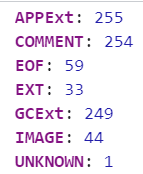 APPExt: 255
COMMENT: 254
EOF: 59
EXT: 33
GCExt: 249
IMAGE: 44
UNKNOWN: 1